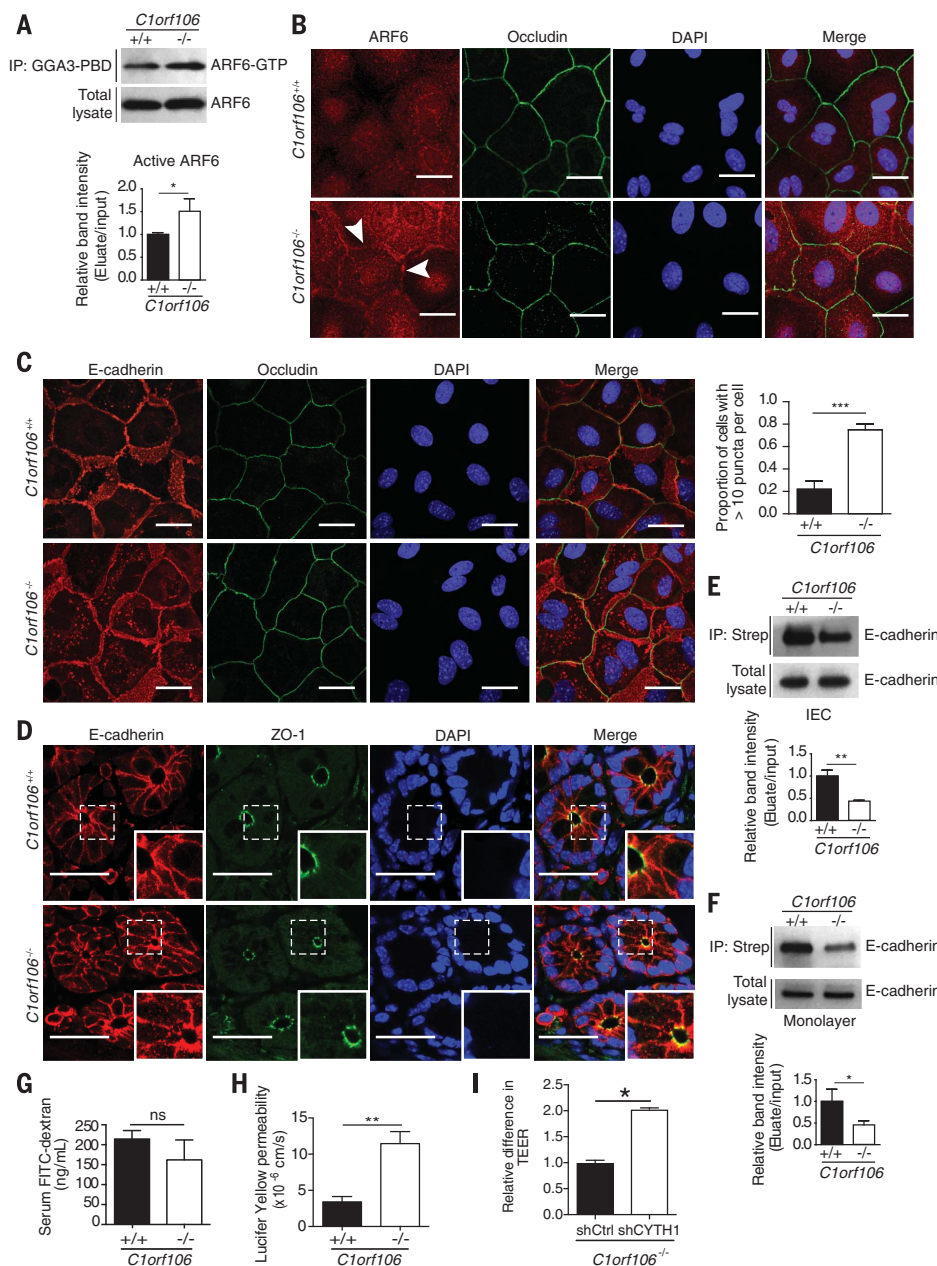 A
C1orf106
+/+ -/-
IP: GGA3-PBD
ARF6-GTP
Total
lysate
ARF6
Active ARF6
*
Relative band intensity
(Eluate/input)
2.0
1.5
1.0
0.5
0.0
+/+ -/-
C1orf106
B
ARF6 Occludin DAPI Merge
C1orf106+/+
C1orf106-/-
C
E-cadherin Occludin DAPI Merge
C1orf106+/+
C1orf106-/-
***
Proportion of cells with
> 10 puncta per cell
1.0
0.8
0.6
0.4
0.2
0.0
+/+ -/-
C1orf106
D
E-cadherin ZO-1 DAPI Merge
C1orf106+/+
C1orf106-/-
E
C1orf106
+/+ -/-
IP: Strep
E-cadherin
Total
lysate
E-cadherin
IEC
**
Relative band intensity
(Eluate/input)
1.5
1.0
0.5
0.0
+/+ -/-
C1orf106
F
C1orf106
+/+ -/-
IP: Strep
E-cadherin
Total
lysate
E-cadherin
Monolayer
*
Relative band intensity
(Eluate/input)
1.5
1.0
0.5
0.0
+/+ -/-
C1orf106
G
ns
Serum FITC-dextran
(ng/mL)
250
200
150
100
50
0
+/+ -/-
C1orf106
H
**
Lucifer Yellow permeability
(x10 -6 cm/s)
15
10
5
0
+/+ -/-
C1orf106
I
*
Relative difference in
TEER
2.0
1.5
1.0
0.5
0.0
shCtrl shCYTH1
C1orf106-/-